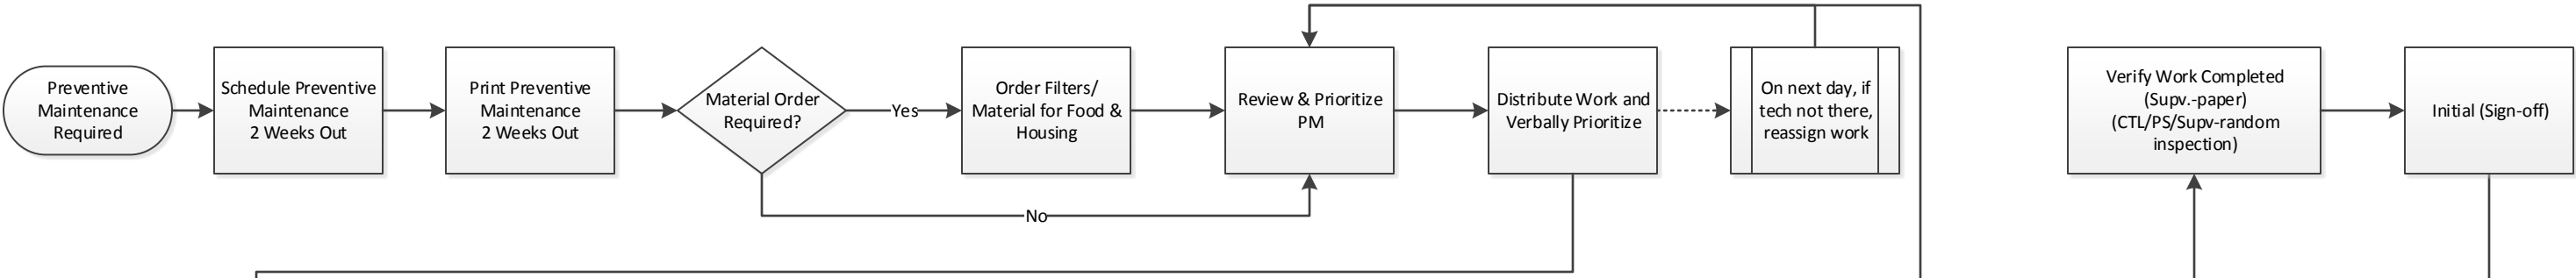 Preventive
Maintenance
Required
Schedule Preventive
Maintenance
2 Weeks Out
Print Preventive
Maintenance
2 Weeks Out
Material Order
Required?
Yes
No
Order Filters/
Material for Food &
Housing
Review & Prioritize
PM
Distribute Work and
Verbally Prioritize
On next day, if
tech not there,
reassign work
Verify Work Completed
(Supv.-paper)
(CTL/PS/Supv-random
inspection)
Initial (Sign-off)